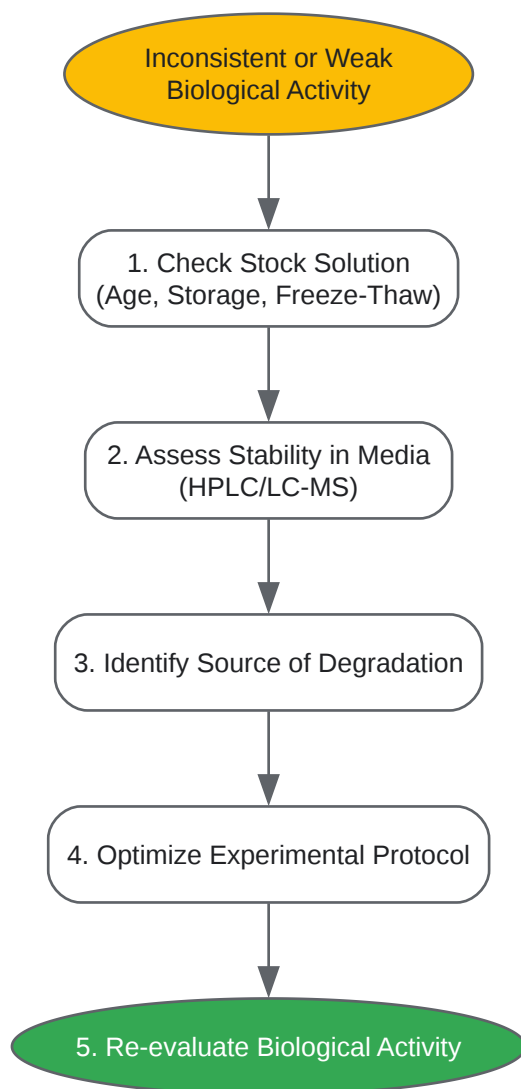 Inconsistent or Weak
Biological Activity
1. Check Stock Solution
(Age, Storage, Freeze-Thaw)
2. Assess Stability in Media
(HPLC/LC-MS)
3. Identify Source of Degradation
4. Optimize Experimental Protocol
5. Re-evaluate Biological Activity